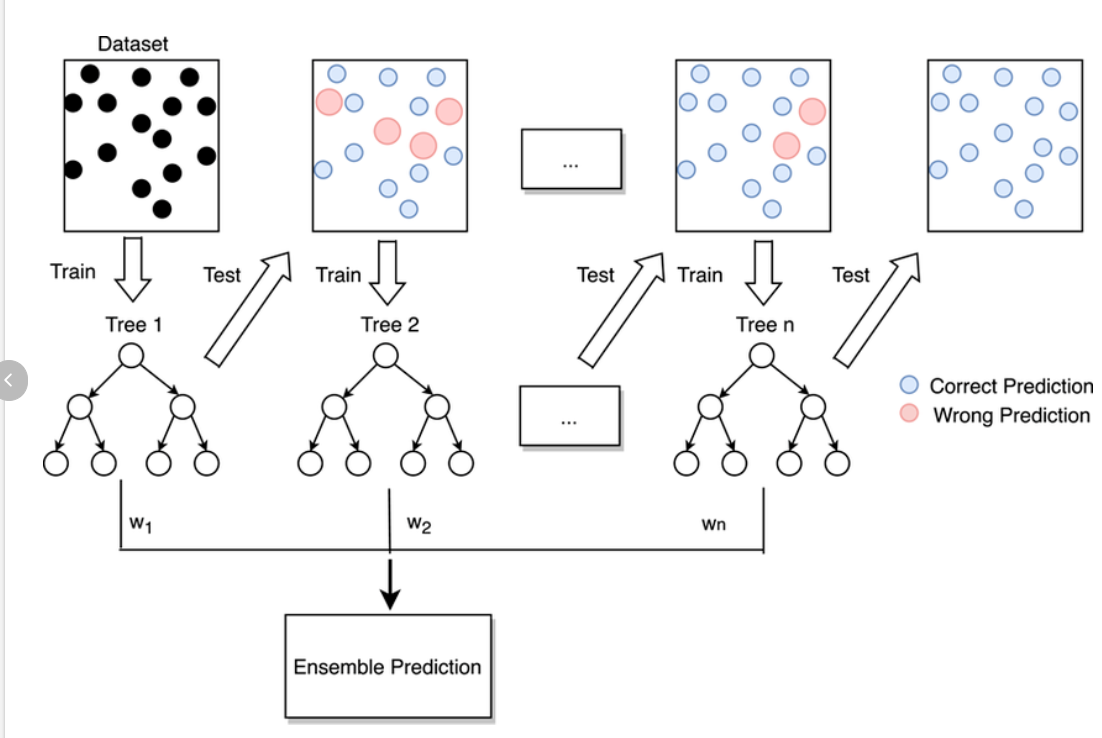 Dataset
...
Train
Test
Train
Test
Train
Test
Tree 1
Tree 2
Tree n
...
Correct Prediction
Wrong Prediction
w1
w2
wn
Ensemble Prediction